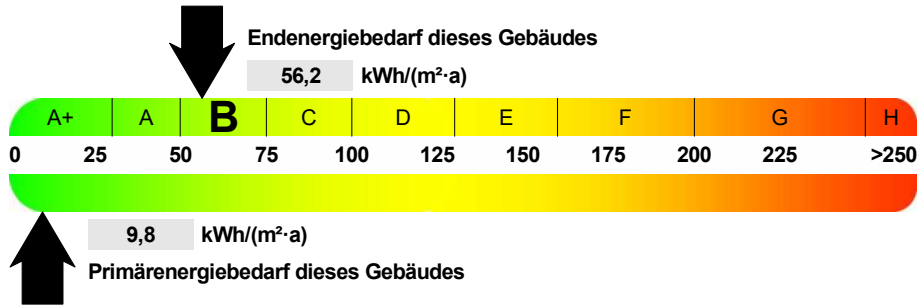 Endenergiebedarf dieses Gebäudes
56,2 kWh/(m²·a)
A+ A B C D E F G H
0 25 50 75 100 125 150 175 200 225 >250
9,8 kWh/(m²·a)
Primärenergiebedarf dieses Gebäudes